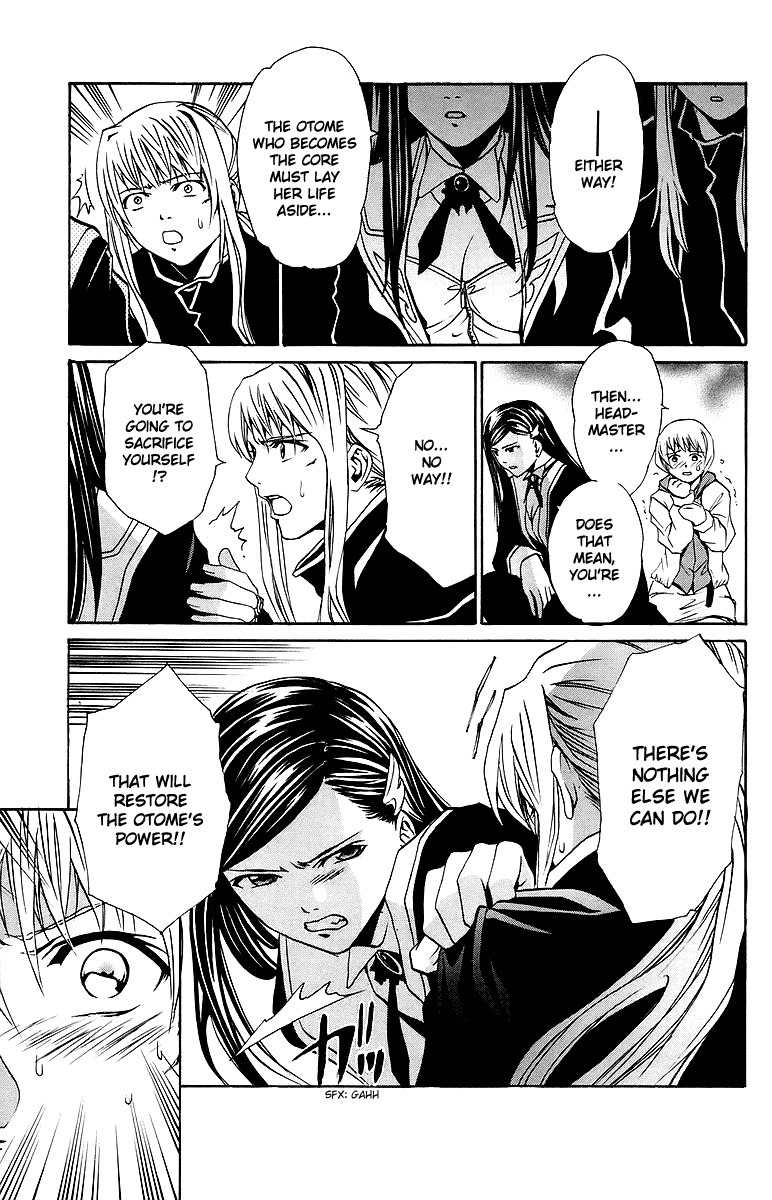 EITHER
WAY!
THE OTOME
WHO BECOMES
THE CORE
MUST LAY
HER LIFE
ASIDE...
THEN...
HEAD-
MASTER
...
DOES
THAT
MEAN,
YOU'RE
...
NO...
NO
WAY!!
YOU'RE
GOING TO
SACRIFICE
YOURSELF
!?
THERE'S
NOTHING
ELSE WE
CAN DO!!
THAT WILL
RESTORE
THE OTOME'S
POWER!!
ガッ
SFX: GAHH